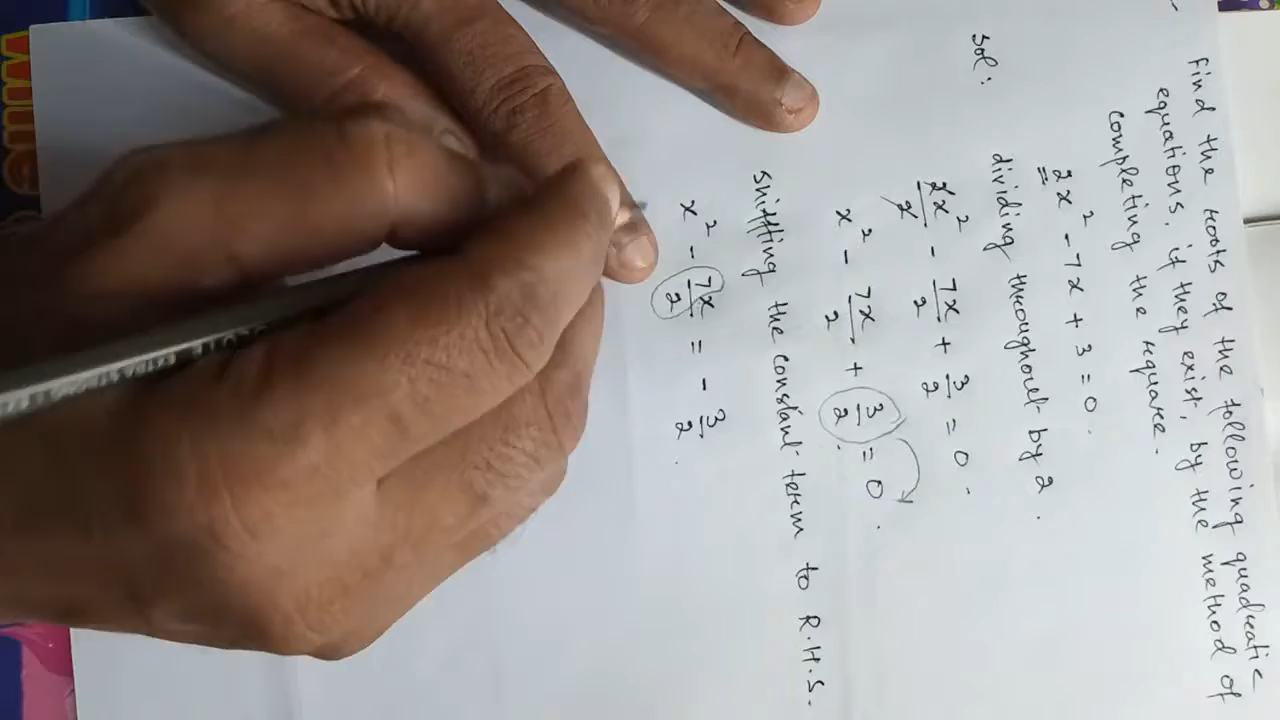 Find the roots of the following quadratic
equations, if they exist, by the method of
completing the square.
2x² - 7x + 3 = 0.
Sol:
dividing throughout by 2.
2x²/2 - 7x/2 + 3/2 = 0.
x² - 7x/2 + 3/2 = 0.
shiffting the constant term to R.H.S.
x² - 7x/2 = - 3/2.